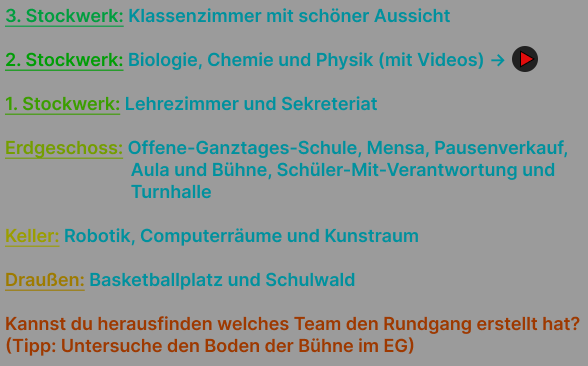 3. Stockwerk: Klassenzimmer mit schöner Aussicht
2. Stockwerk: Biologie, Chemie und Physik (mit Videos) →
1. Stockwerk: Lehrezimmer und Sekreteriat
Erdgeschoss: Offene-Ganztages-Schule, Mensa, Pausenverkauf,
Aula und Bühne, Schüler-Mit-Verantwortung und
Turnhalle
Keller: Robotik, Computerräume und Kunstraum
Draußen: Basketballplatz und Schulwald
Kannst du herausfinden welches Team den Rundgang erstellt hat?
(Tipp: Untersuche den Boden der Bühne im EG)